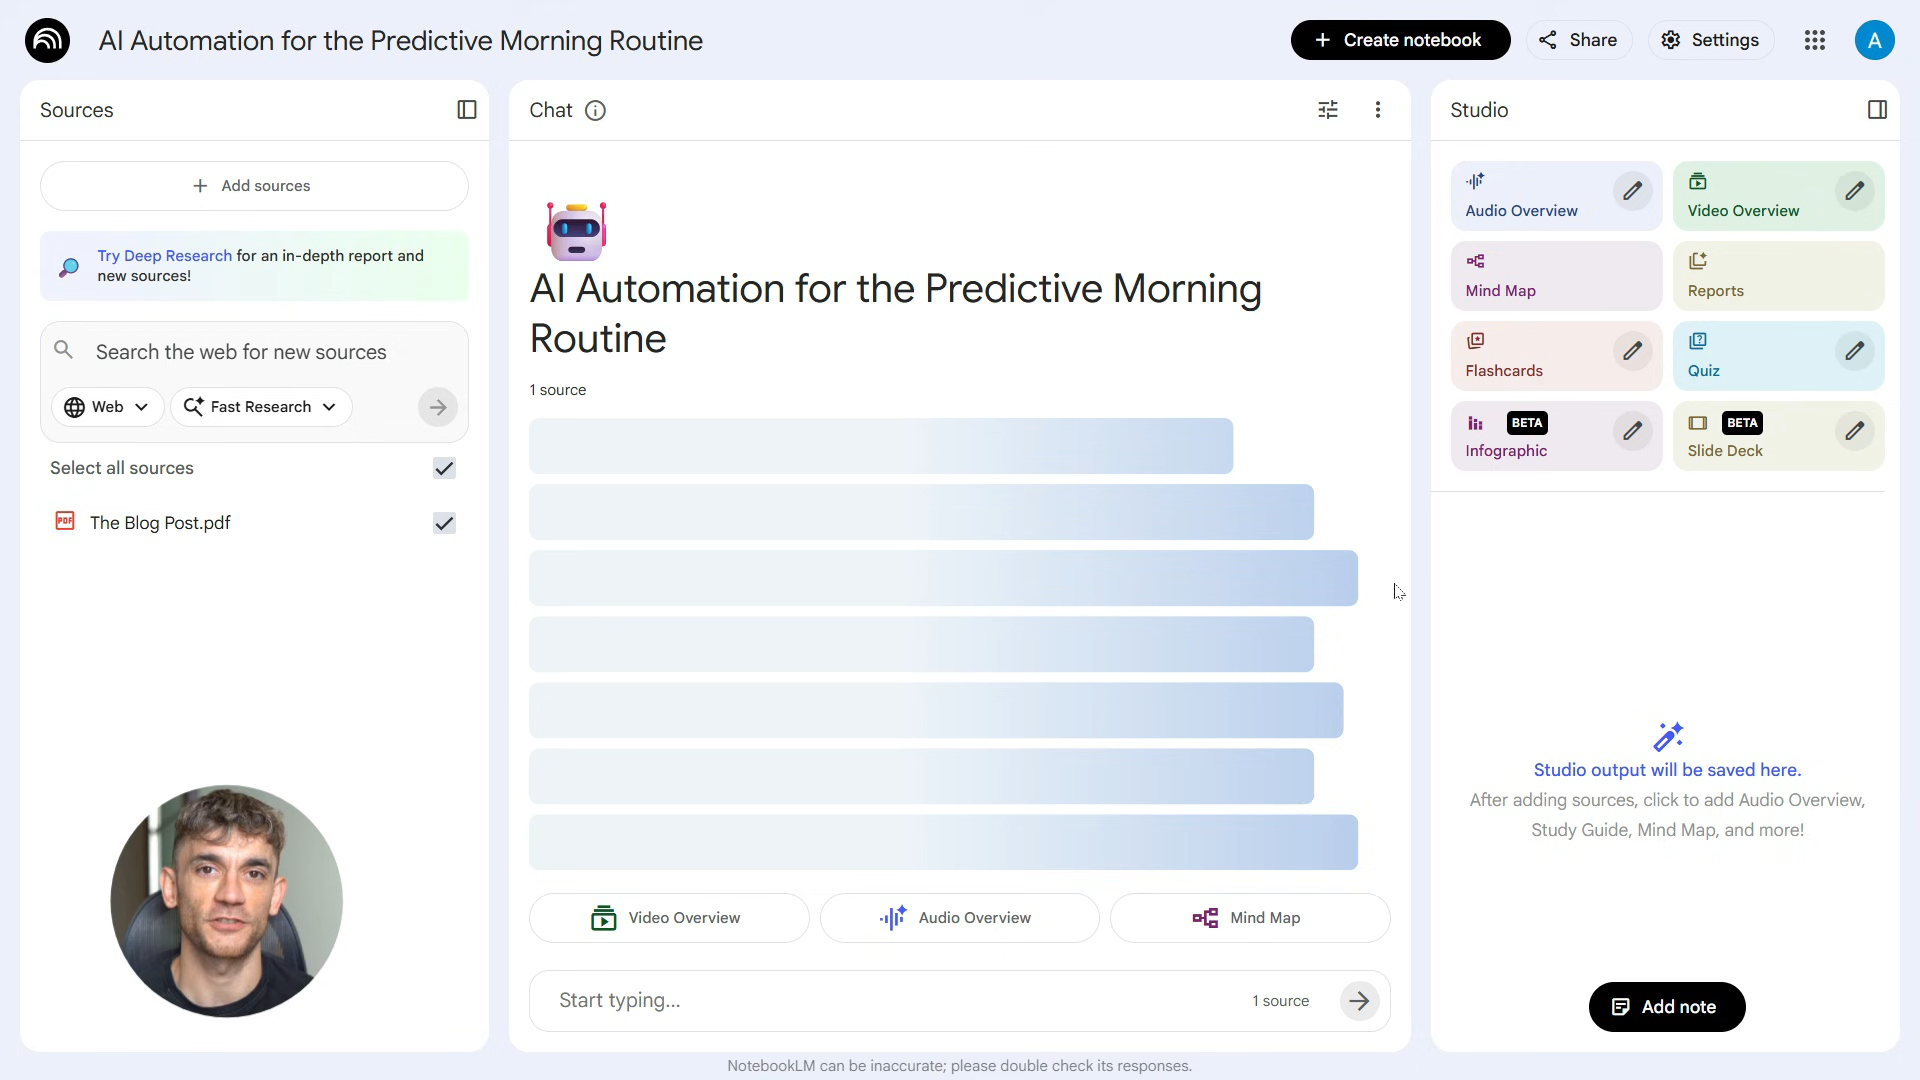 AI Automation for the Predictive Morning Routine
Create notebook
Share
Settings
A
Sources
Add sources
Try Deep Research for an in-depth report and
new sources!
Search the web for new sources
Web
Fast Research
Select all sources
PDF
The Blog Post.pdf
Chat
AI Automation for the Predictive Morning
Routine
1 source
Video Overview
Audio Overview
Mind Map
Start typing...
1 source
NotebookLM can be inaccurate; please double check its responses.
Studio
Audio Overview
Video Overview
Mind Map
Reports
Flashcards
Quiz
BETA
Infographic
BETA
Slide Deck
Studio output will be saved here.
After adding sources, click to add Audio Overview,
Study Guide, Mind Map, and more!
Add note